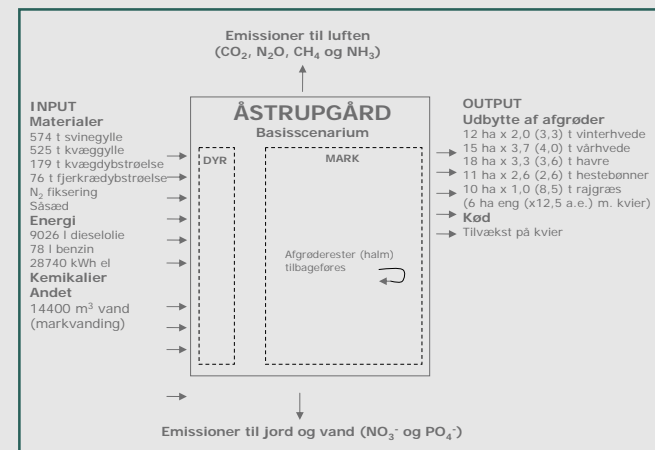 Emissioner til luften
(CO₂, N₂O, CH₄ og NH₃)
INPUT
Materialer
574 t svinegylle
525 t kvæggylle
179 t kvægdybstrøelse
76 t fjerkrædybstrøelse
N₂ fiksering
Såsæd
Energi
9026 l dieselolie
78 l benzin
28740 kWh el
Kemikalier
Andet
14400 m³ vand
(markvanding)
ÅSTRUPGÅRD
Basisscenarium
DYR
MARK
Afgrøderester (halm)
tilbageføres
OUTPUT
Udbytte af afgrøder
12 ha x 2,0 (3,3) t vinterhvede
15 ha x 3,7 (4,0) t vårhvede
18 ha x 3,3 (3,6) t havre
11 ha x 2,6 (2,6) t hestebønner
10 ha x 1,0 (8,5) t rajgræs
(6 ha eng (x12,5 a.e.) m. kvier)
Kød
Tilvækst på kvier
Emissioner til jord og vand (NO₃⁻ og PO₄⁻)